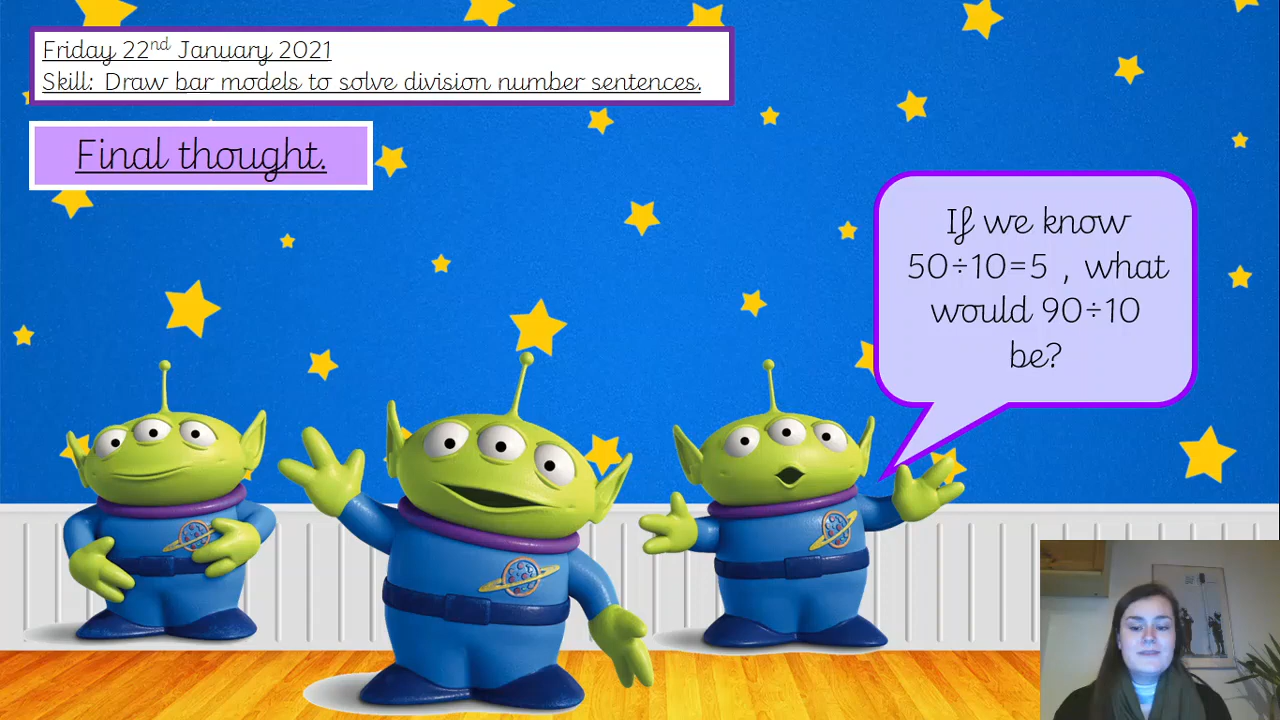 Friday 22nd January 2021
Skill: Draw bar models to solve division number sentences.
Final thought.
If we know
50÷10=5 , what
would 90÷10
be?